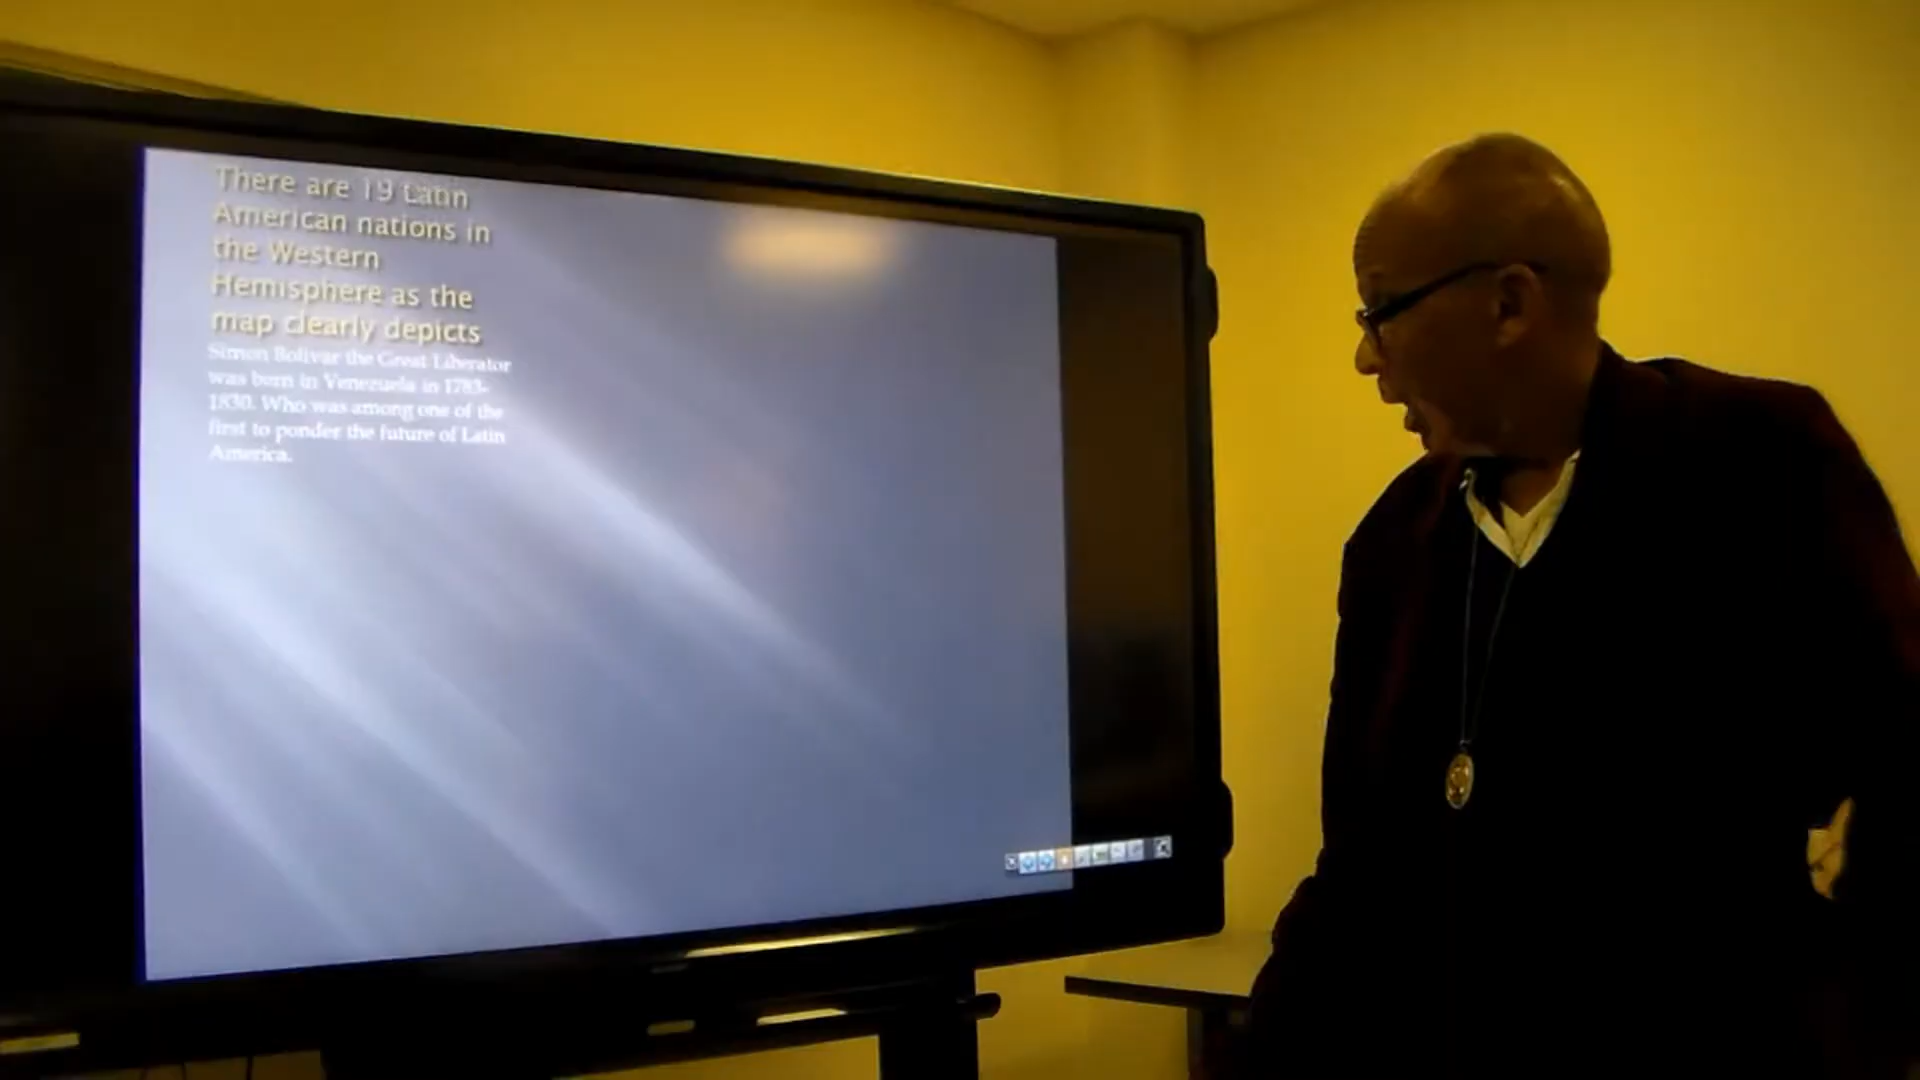 There are 19 Latin
American nations in
the Western
Hemisphere as the
map clearly depicts
Simon Bolivar the Great Liberator
was born in Venezuela in 1783-
1830. Who was among one of the
first to ponder the future of Latin
America.